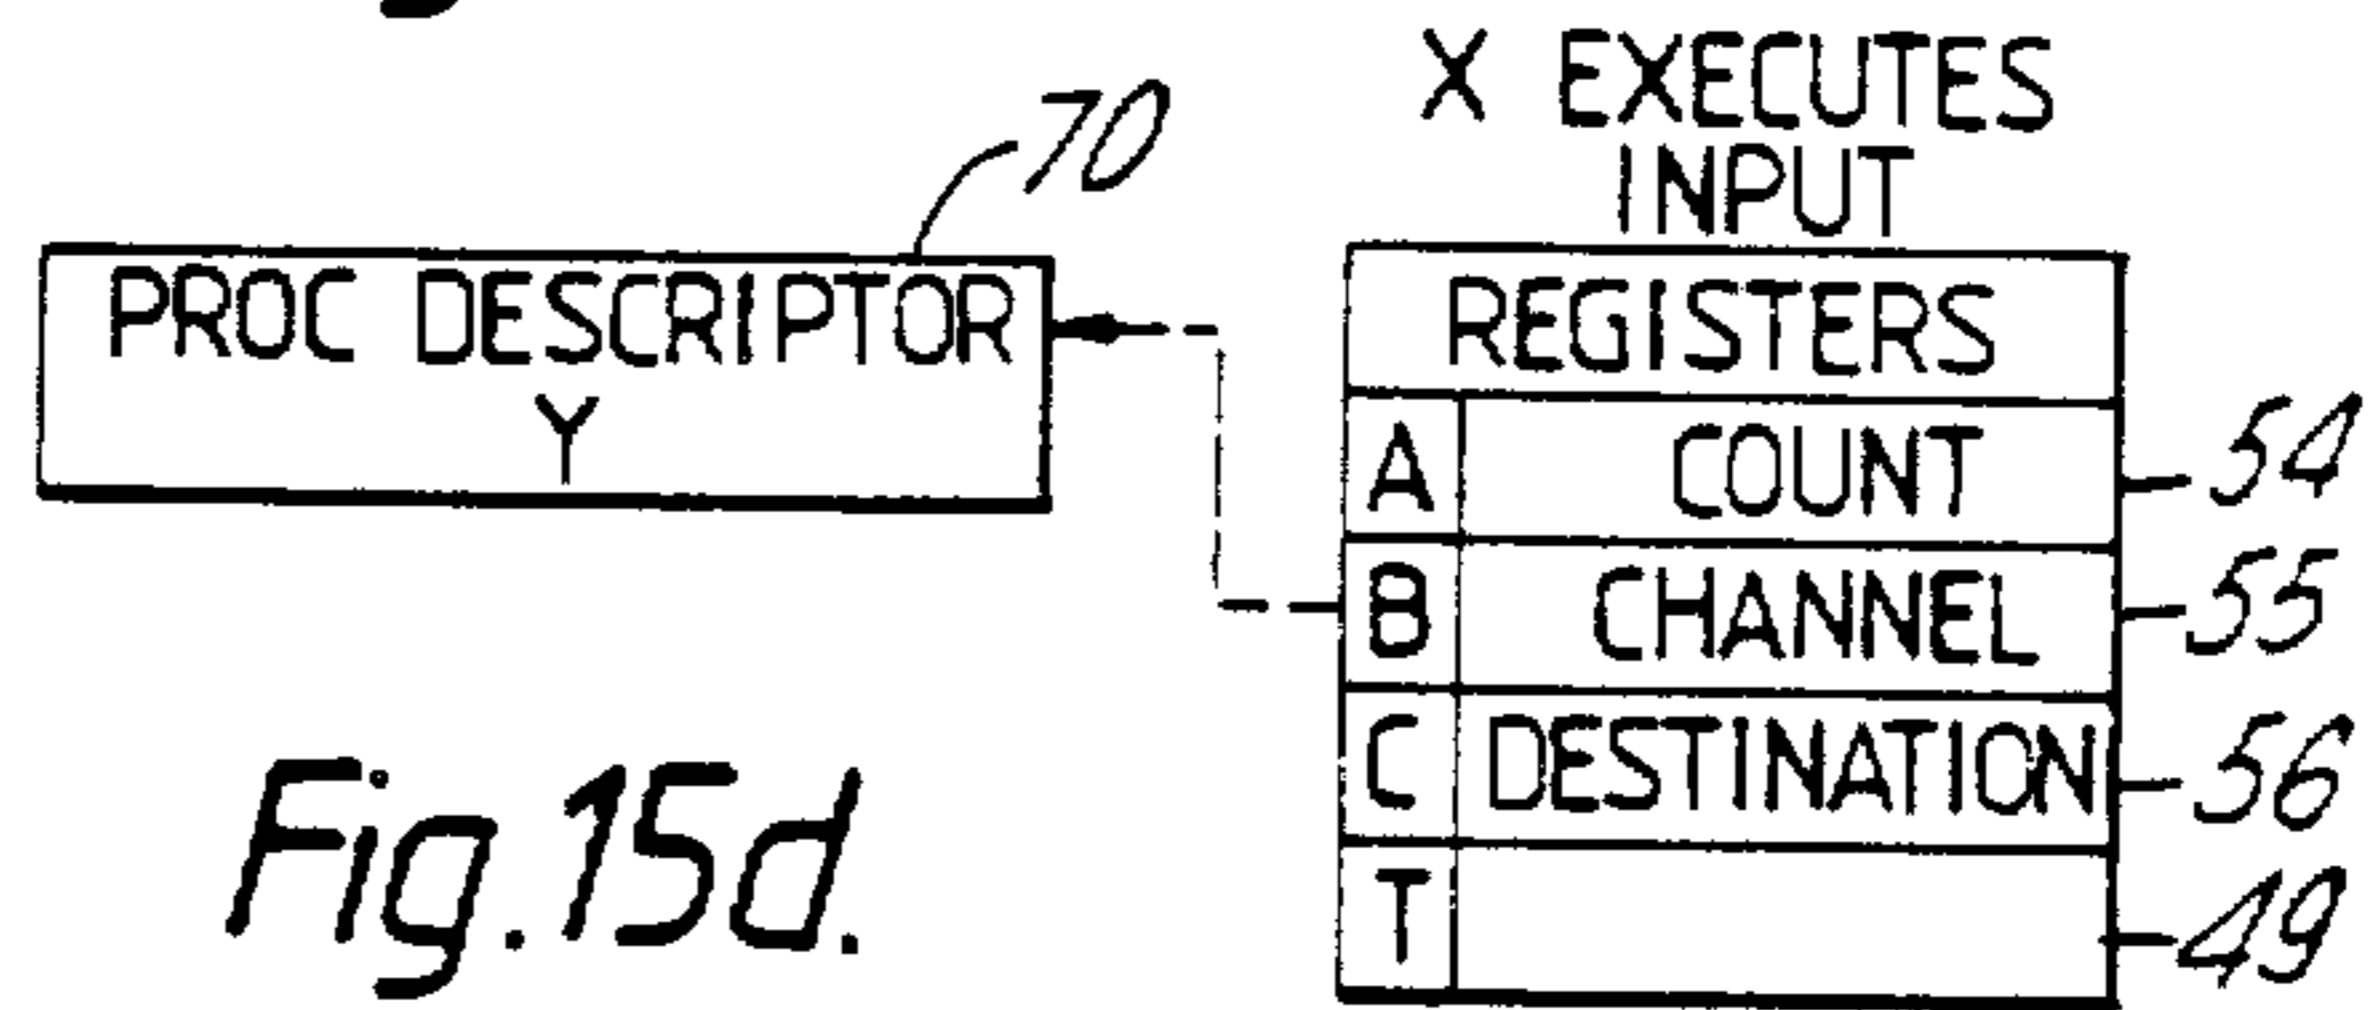 70
X EXECUTES
INPUT
PROC DESCRIPTOR
Y
REGISTERS
A COUNT 54
B CHANNEL 55
C DESTINATION 56
T 49
Fig.15d.